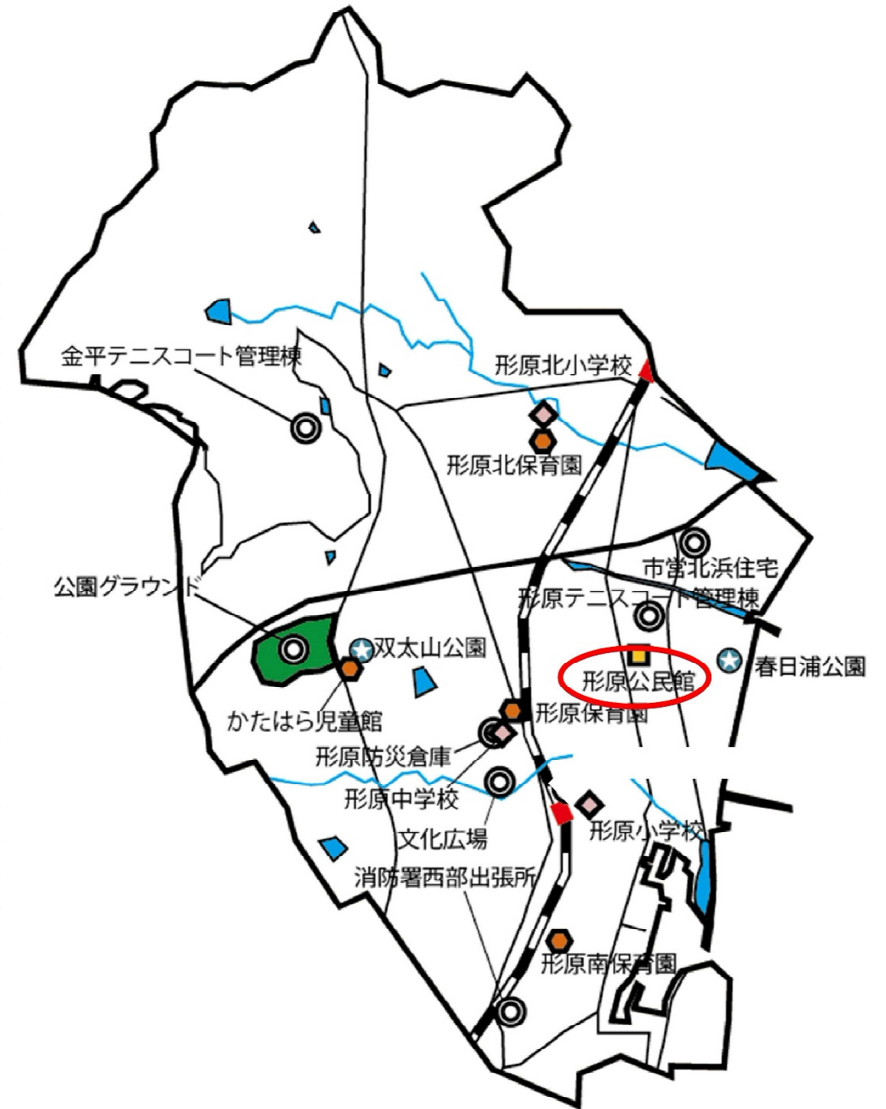 金平テニスコート管理棟
形原北小学校
形原北保育園
公園グラウンド
市営北浜住宅
形原テニスコート管理棟
双太山公園
春日浦公園
形原公民館
かたはら児童館
形原保育園
形原防災倉庫
形原中学校
文化広場
形原小学校
消防署西部出張所
形原南保育園